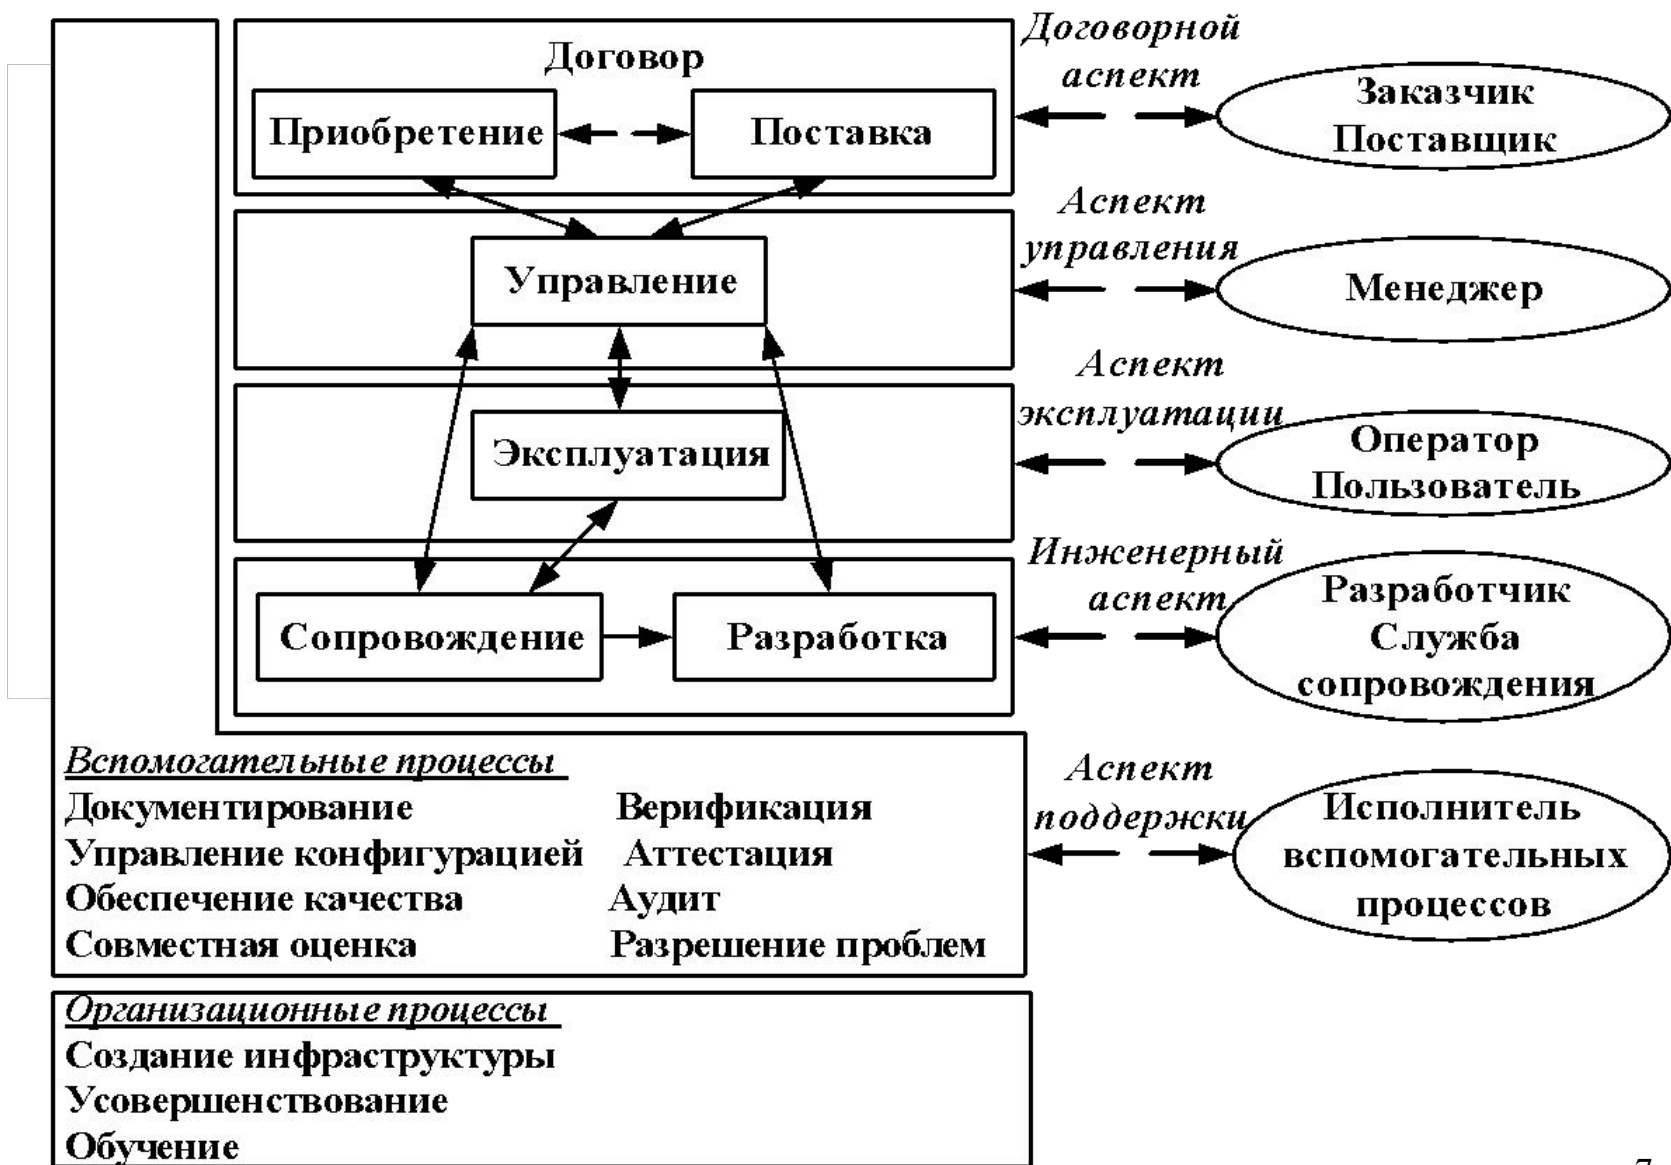 Договор
Приобретение
Поставка
Договорной
аспект
Заказчик
Поставщик
Управление
Аспект
управления
Менеджер
Эксплуатация
Аспект
эксплуатации
Оператор
Пользователь
Сопровождение
Разработка
Инженерный
аспект
Разработчик
Служба
сопровождения
Вспомогательные процессы
Документирование Верификация
Управление конфигурацией Аттестация
Обеспечение качества Аудит
Совместная оценка Разрешение проблем
Аспект
поддержки
Исполнитель
вспомогательных
процессов
Организационные процессы
Создание инфраструктуры
Усовершенствование
Обучение
7